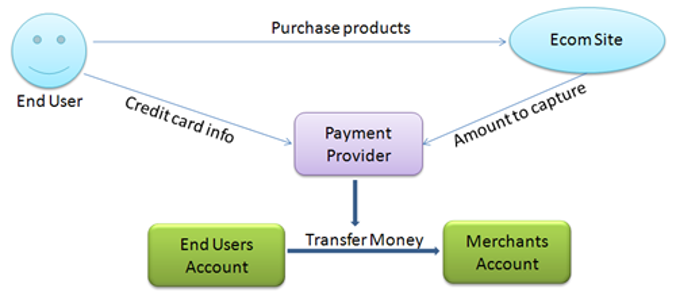 Purchase products
Ecom Site
End User
Credit card info
Amount to capture
Payment
Provider
Transfer Money
End Users
Account
Merchants
Account